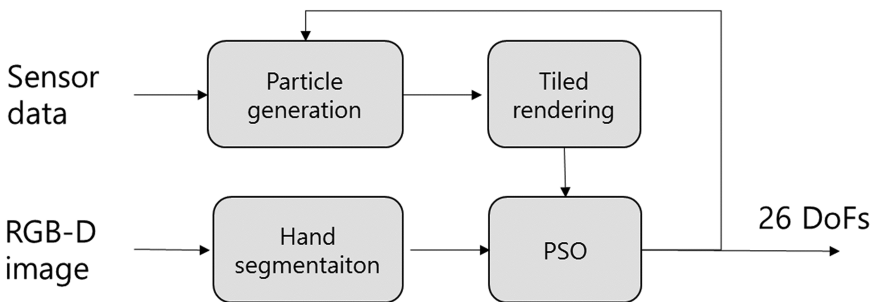 Sensor
data
Particle
generation
Tiled
rendering
RGB-D
image
Hand
segmentaiton
PSO
26 DoFs